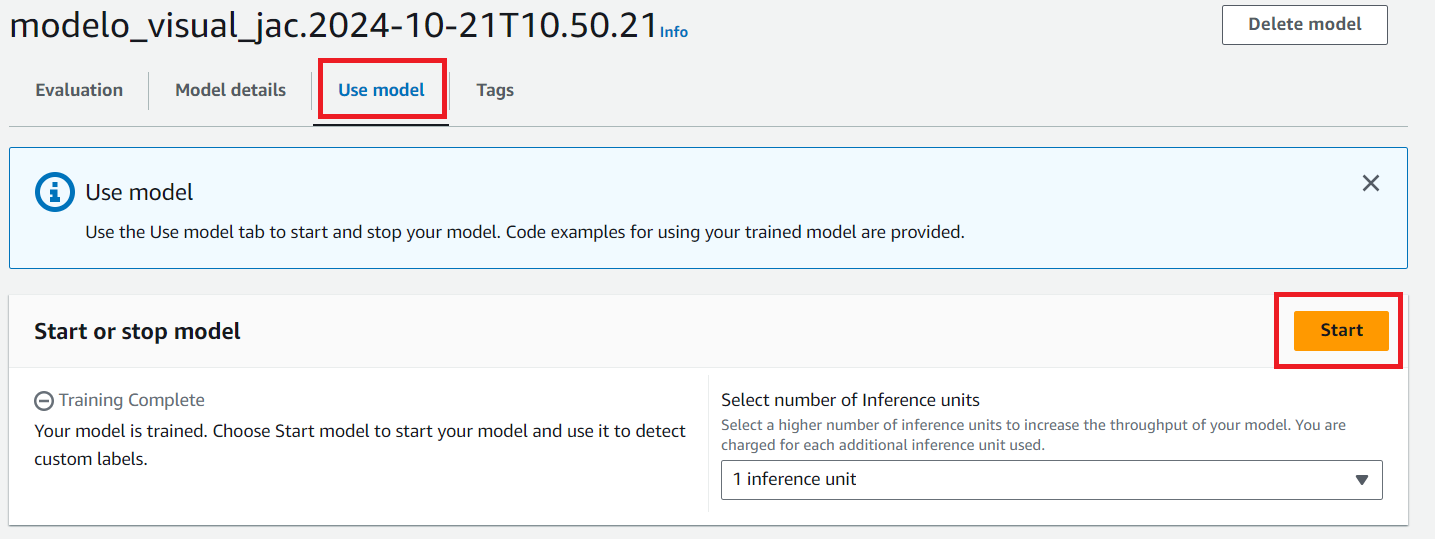 modelo_visual_jac.2024-10-21T10.50.21 Info
Delete model
Evaluation
Model details
Use model
Tags
Use model
Use the Use model tab to start and stop your model. Code examples for using your trained model are provided.
Start or stop model
Start
Training Complete
Your model is trained. Choose Start model to start your model and use it to detect
custom labels.
Select number of Inference units
Select a higher number of inference units to increase the throughput of your model. You are
charged for each additional inference unit used.
1 inference unit